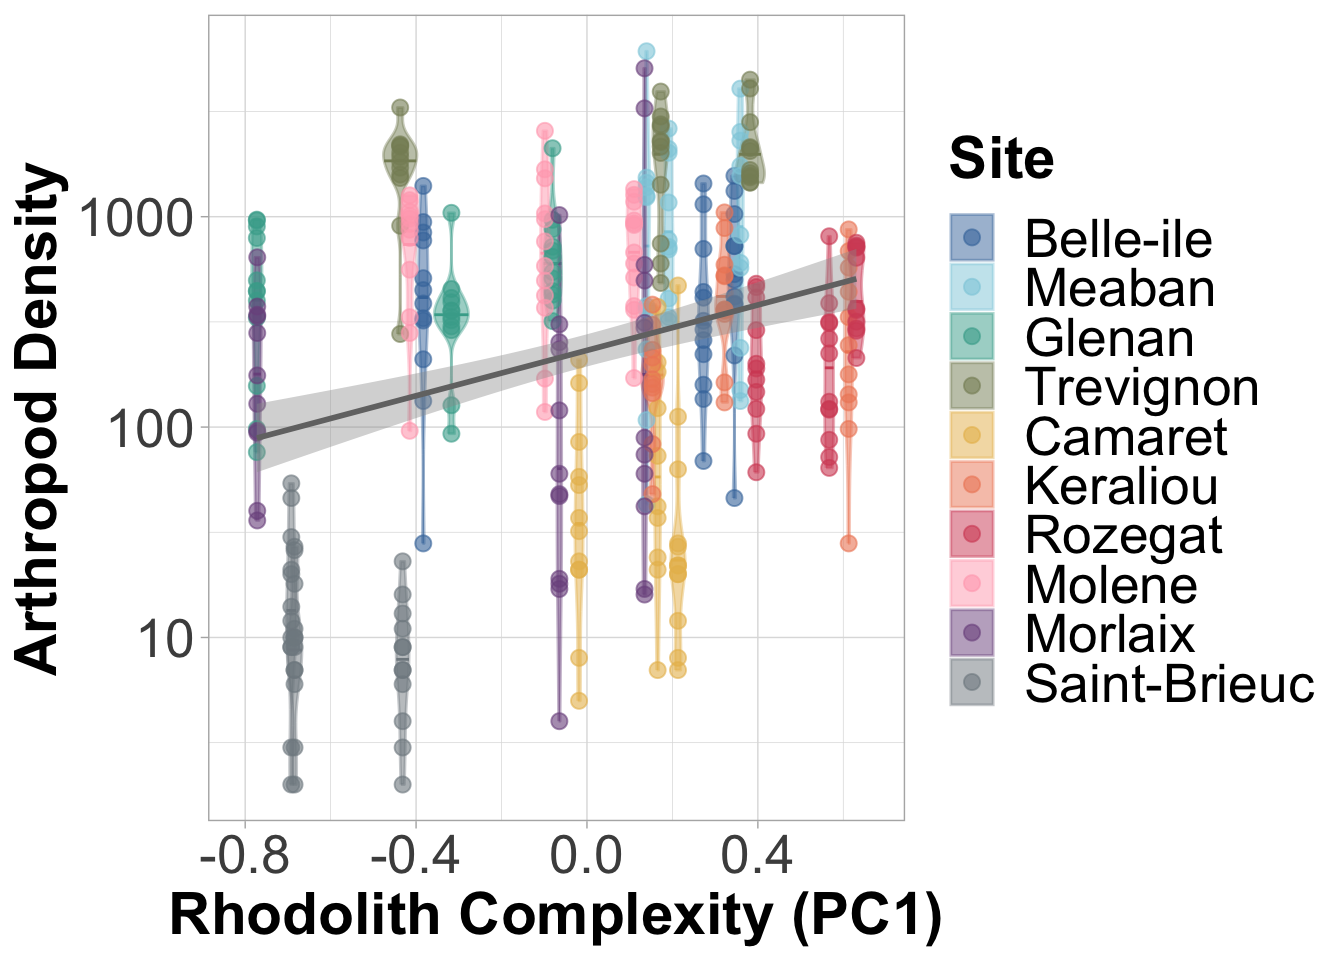 Arthropod Density
1000
100
10
-0.8
-0.4
0.0
0.4
Rhodolith Complexity (PC1)
Site
Belle-ile
Meaban
Glenan
Trevignon
Camaret
Keraliou
Rozegat
Molene
Morlaix
Saint-Brieuc